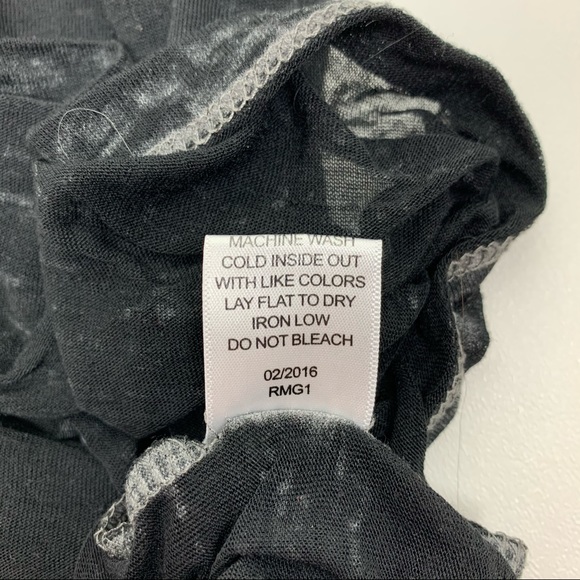 MACHINE WASH
COLD INSIDE OUT
WITH LIKE COLORS
LAY FLAT TO DRY
IRON LOW
DO NOT BLEACH
02/2016
RMG1